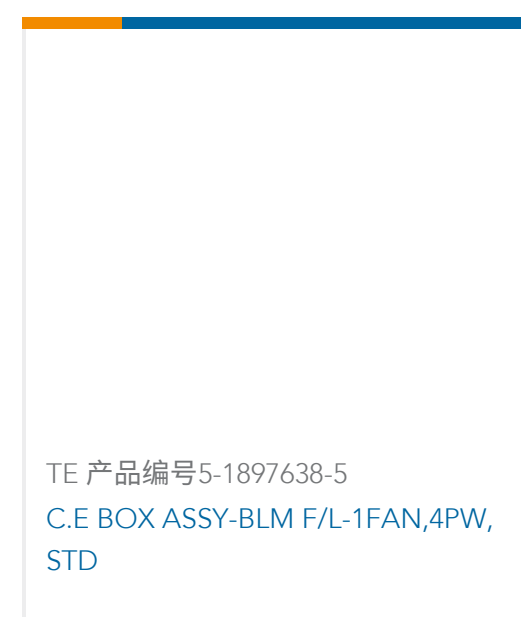 TE 产品编号5-1897638-5
C.E BOX ASSY-BLM F/L-1FAN,4PW,
STD